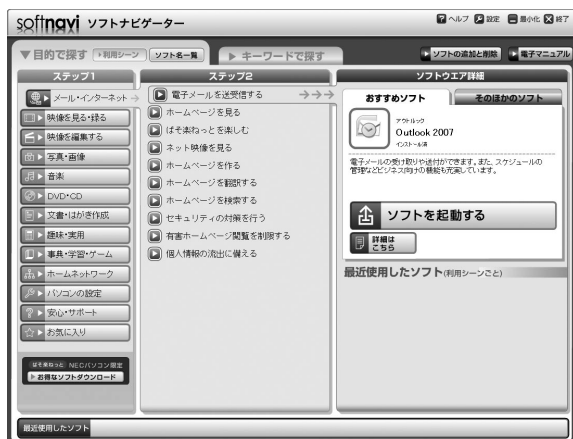 softnavi ソフトナビゲーター
ヘルプ 設定 最小化 終了
▼目的で探す 利用シーン ソフト名一覧 キーワードで探す ソフトの追加と削除 電子マニュアル
ステップ1
メール・インターネット
映像を見る・録る
映像を編集する
写真・画像
音楽
DVD・CD
文書・はがき作成
趣味・実用
事典・学習・ゲーム
ホームネットワーク
パソコンの設定
安心・サポート
お気に入り
ぱそ楽ねっと NECパソコン限定
お得なソフトダウンロード
ステップ2
電子メールを送受信する
ホームページを見る
ぱそ楽ねっとを楽しむ
ネット映像を見る
ホームページを作る
ホームページを翻訳する
ホームページを検索する
セキュリティの対策を行う
有害ホームページ閲覧を制限する
個人情報の流出に備える
ソフトウエア詳細
おすすめソフト そのほかのソフト
アウトルック
Outlook 2007
インストール済
電子メールの受け取りや送付ができます。また、スケジュールの
管理などビジネス向けの機能も充実しています。
ソフトを起動する
詳細は
こちら
最近使用したソフト(利用シーンごと)
最近使用したソフト